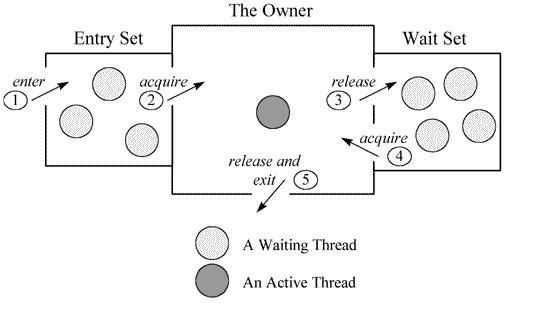 The Owner
Entry Set
Wait Set
enter
1
acquire
2
release
3
acquire
4
release and
exit
5
A Waiting Thread
An Active Thread